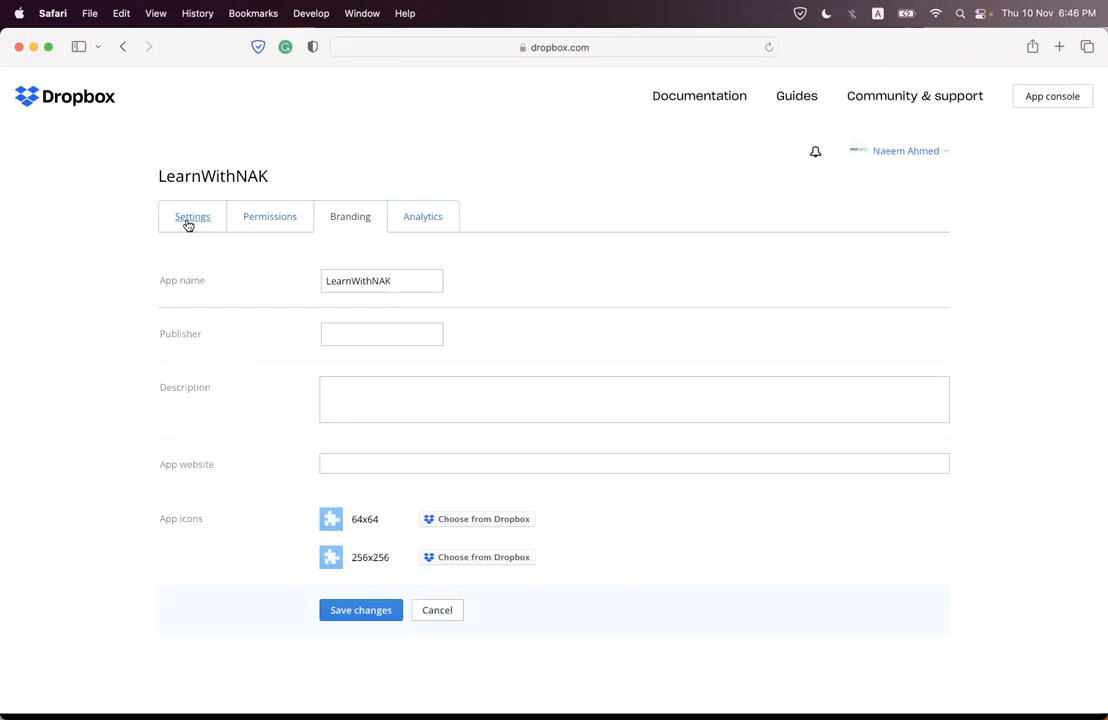 Safari File Edit View History Bookmarks Develop Window Help A Thu 10 Nov 6:46 PM
dropbox.com
Dropbox Documentation Guides Community & support App console
Naeem Ahmed
LearnWithNAK
Settings Permissions Branding Analytics
App name LearnWithNAK
Publisher
Description
App website
App icons 64x64 Choose from Dropbox
256x256 Choose from Dropbox
Save changes Cancel